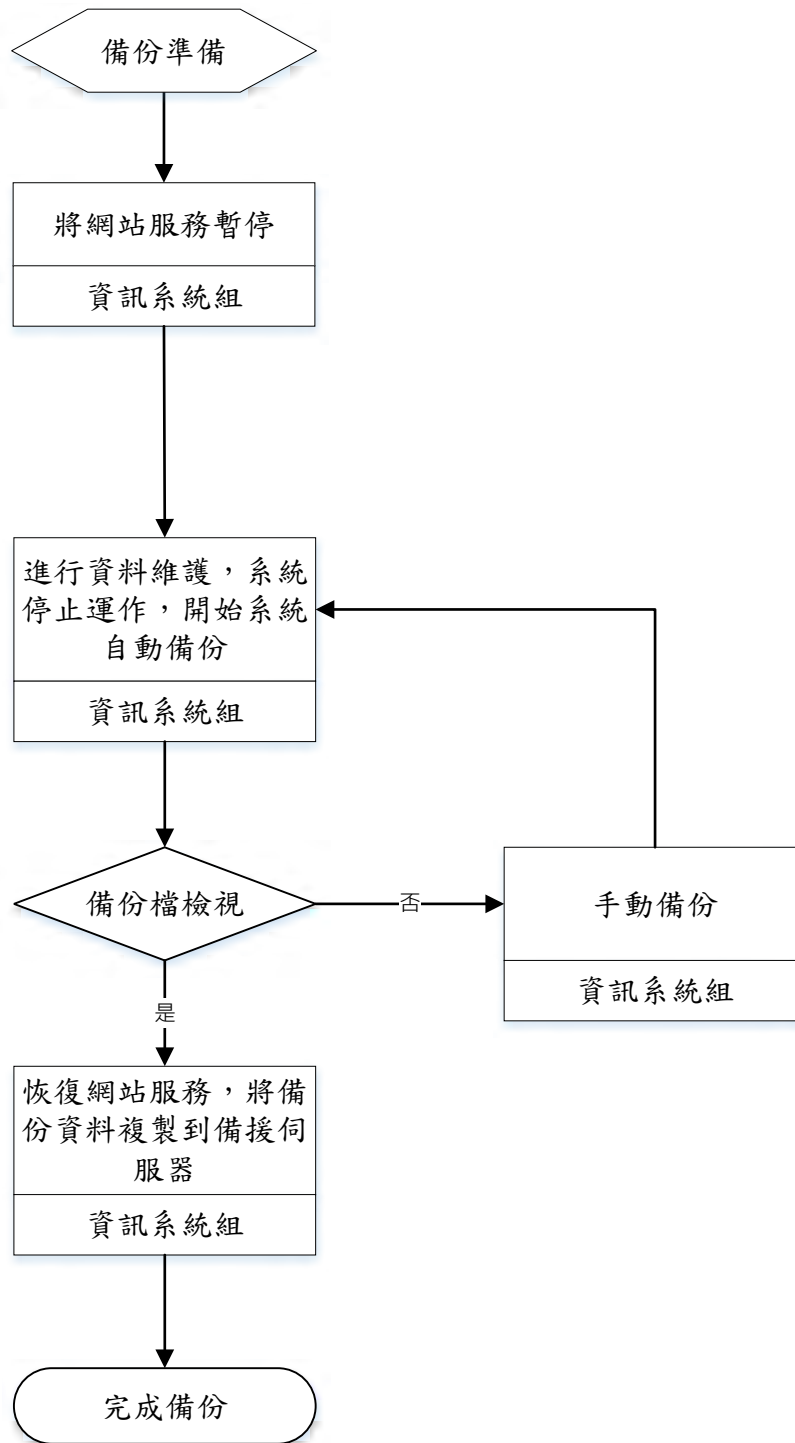 備份準備
將網站服務暫停
資訊系統組
進行資料維護，系統
停止運作，開始系統
自動備份
資訊系統組
備份檔檢視
否
手動備份
資訊系統組
是
恢復網站服務，將備
份資料複製到備援伺
服器
資訊系統組
完成備份